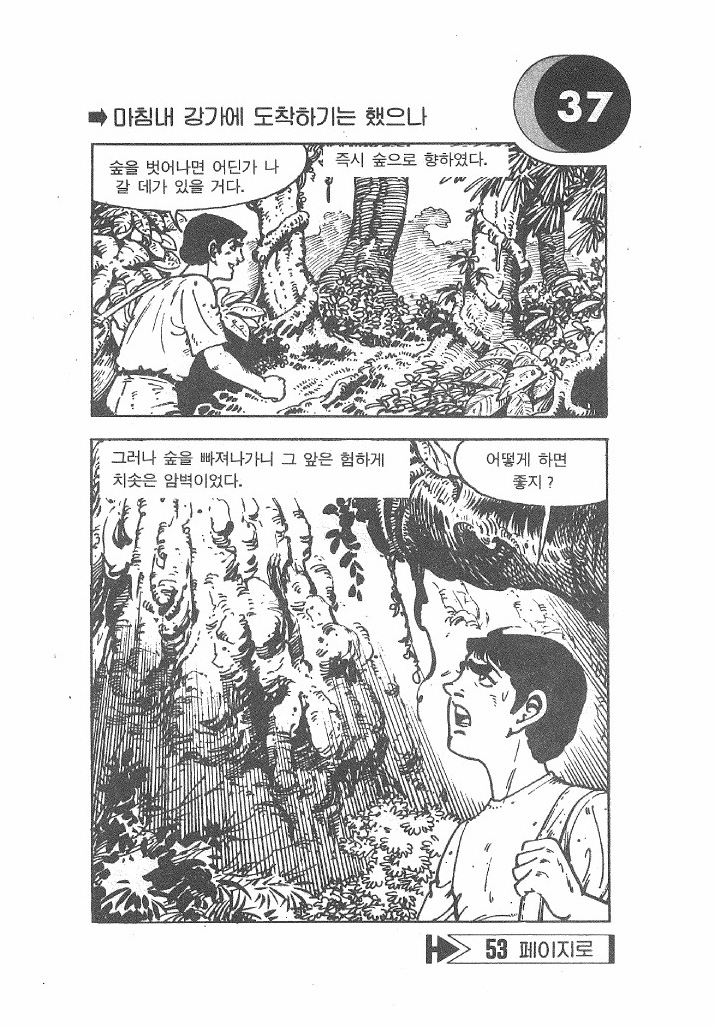 37
➡ 마침내 강가에 도착하기는 했으나
숲을 벗어나면 어딘가 나
갈 데가 있을 거다.
즉시 숲으로 향하였다.
그러나 숲을 빠져나가니 그 앞은 험하게
치솟은 암벽이었다.
어떻게 하면
좋지?
53 페이지로